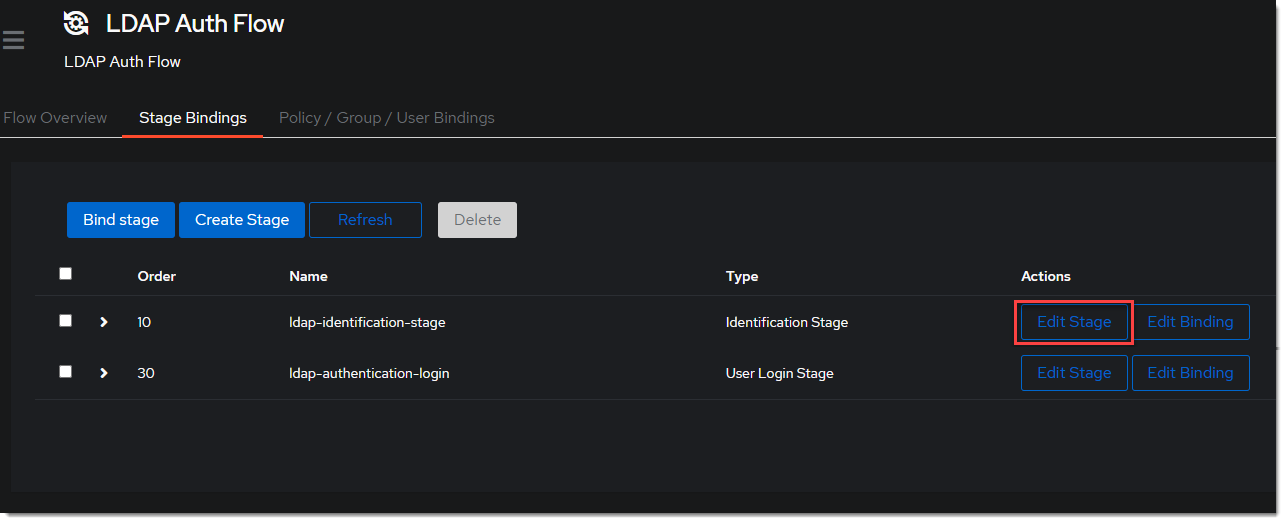 LDAP Auth Flow
LDAP Auth Flow
Flow Overview Stage Bindings Policy / Group / User Bindings
Bind stage Create Stage Refresh Delete
Order Name Type Actions
10 ldap-identification-stage Identification Stage Edit Stage Edit Binding
30 ldap-authentication-login User Login Stage Edit Stage Edit Binding